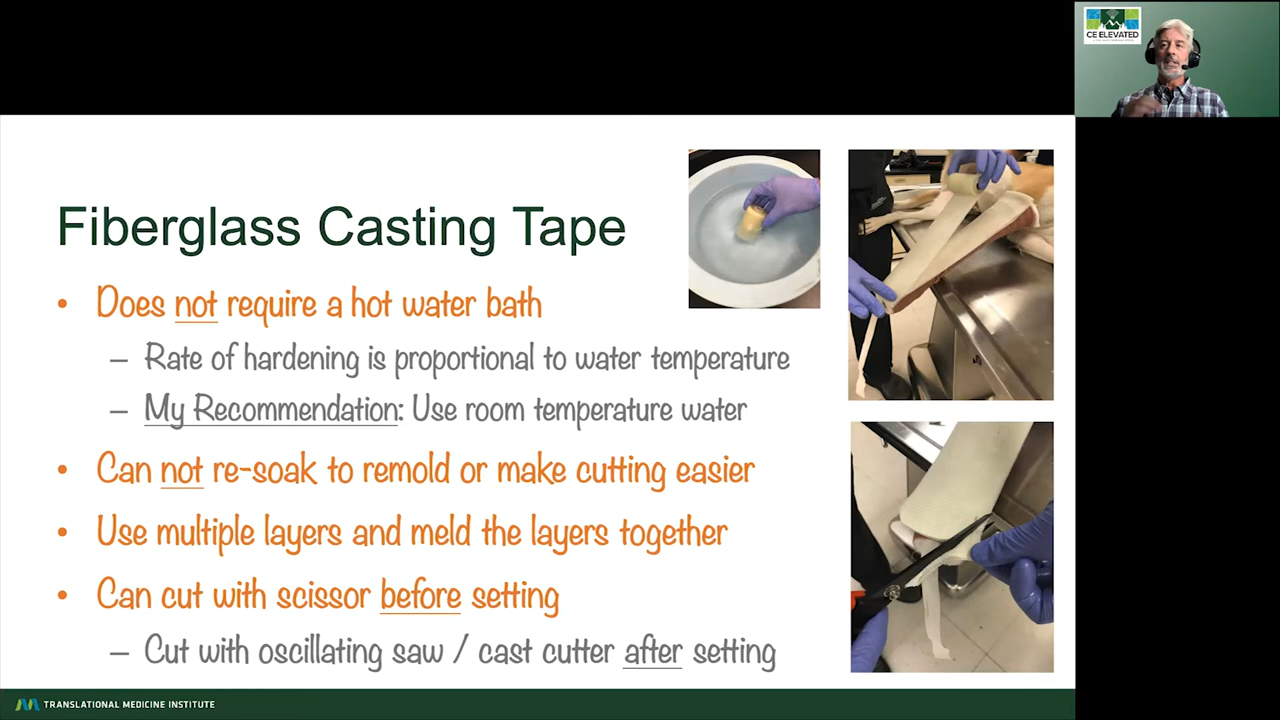 CE ELEVATED
Fiberglass Casting Tape
• Does not require a hot water bath
– Rate of hardening is proportional to water temperature
– My Recommendation: Use room temperature water
• Can not re-soak to remold or make cutting easier
• Use multiple layers and meld the layers together
• Can cut with scissor before setting
– Cut with oscillating saw / cast cutter after setting
TRANSLATIONAL MEDICINE INSTITUTE